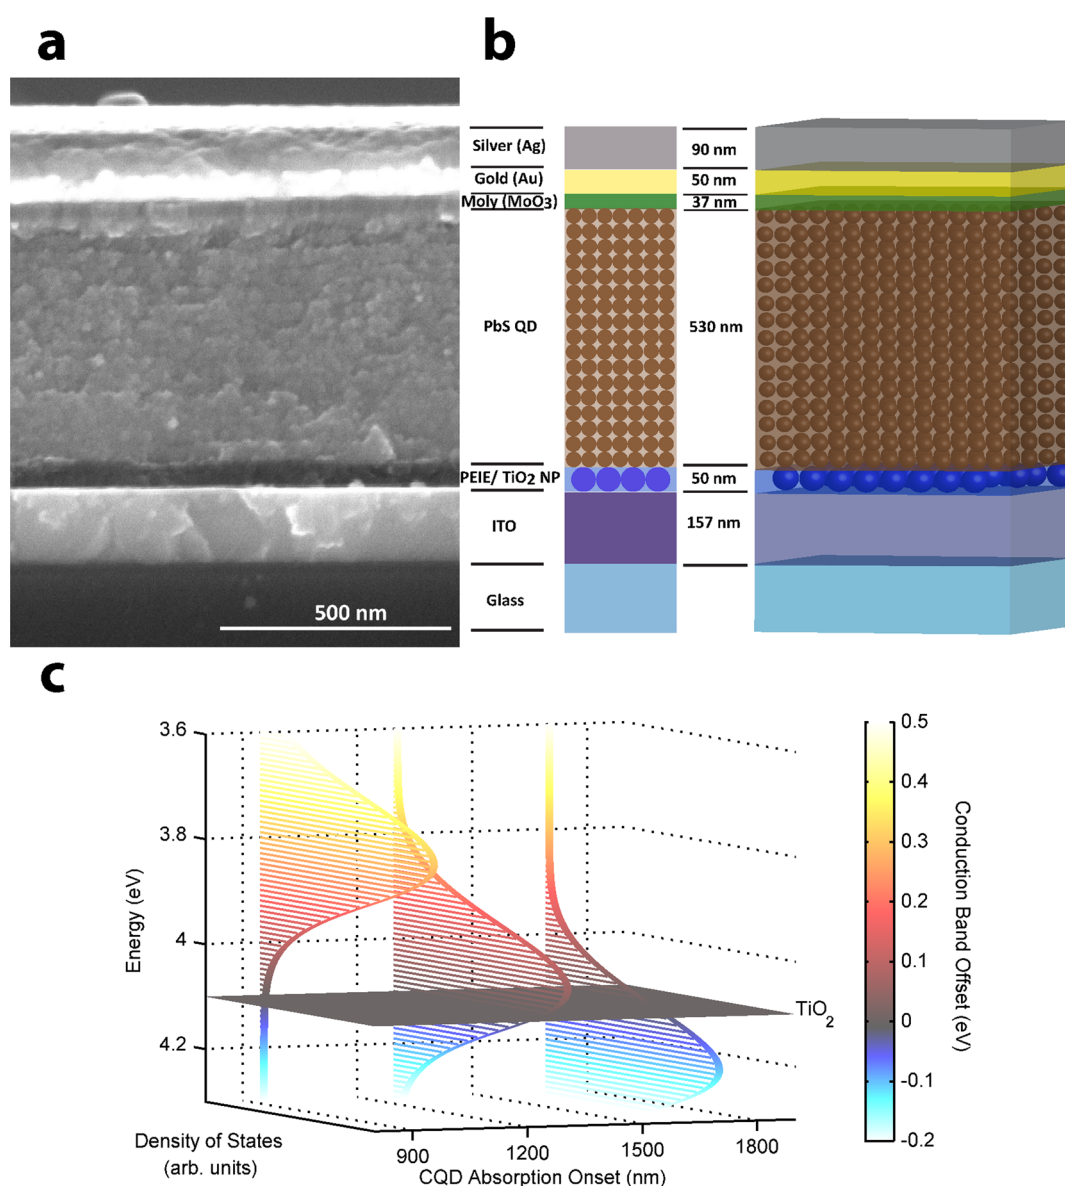 a
b
Silver (Ag)
90 nm
Gold (Au)
50 nm
Moly (MoO3)
37 nm
PbS QD
530 nm
PEIE/ TiO2 NP
50 nm
ITO
157 nm
Glass
500 nm
c
3.6
3.8
4
4.2
Energy (eV)
TiO2
Density of States
(arb. units)
900
1200
1500
1800
CQD Absorption Onset (nm)
0.5
0.4
0.3
0.2
0.1
0
-0.1
-0.2
Conduction Band Offset (eV)